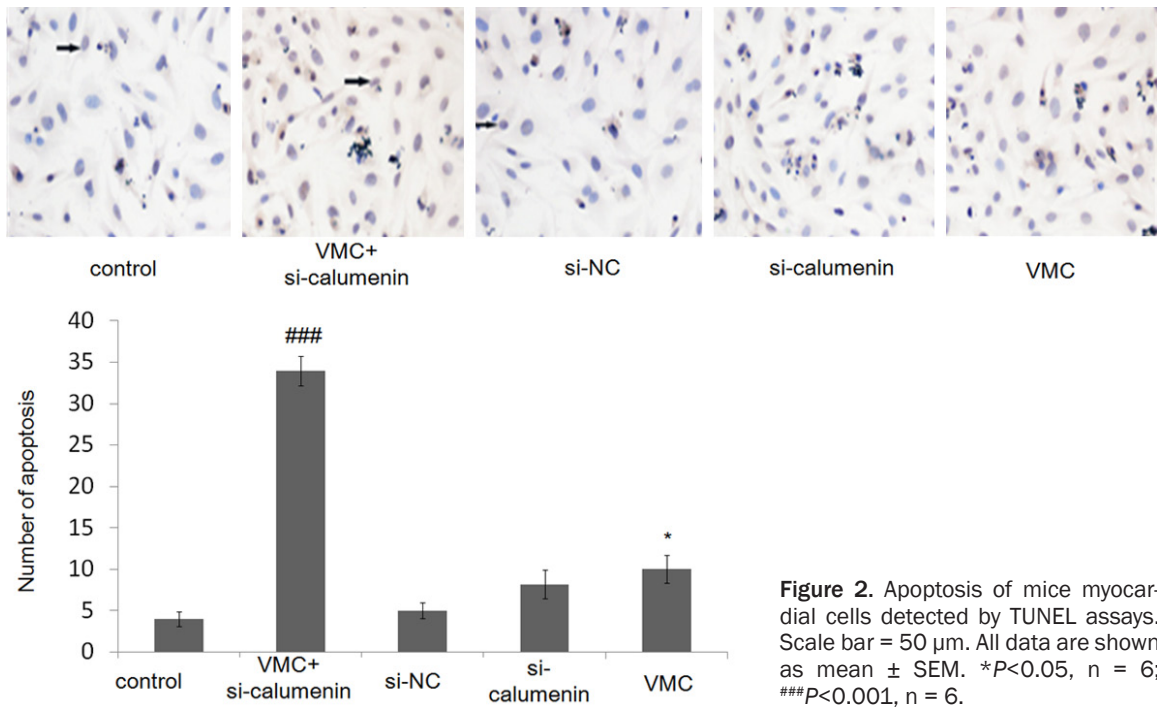 control
VMC+
si-calumenin
si-NC
si-calumenin
VMC
Number of apoptosis
40
35
30
25
20
15
10
5
0
###
*
control
VMC+
si-calumenin
si-NC
si-
calumenin
VMC
Figure 2. Apoptosis of mice myocar-
dial cells detected by TUNEL assays.
Scale bar = 50 μm. All data are shown
as mean ± SEM. *P<0.05, n = 6;
###P<0.001, n = 6.